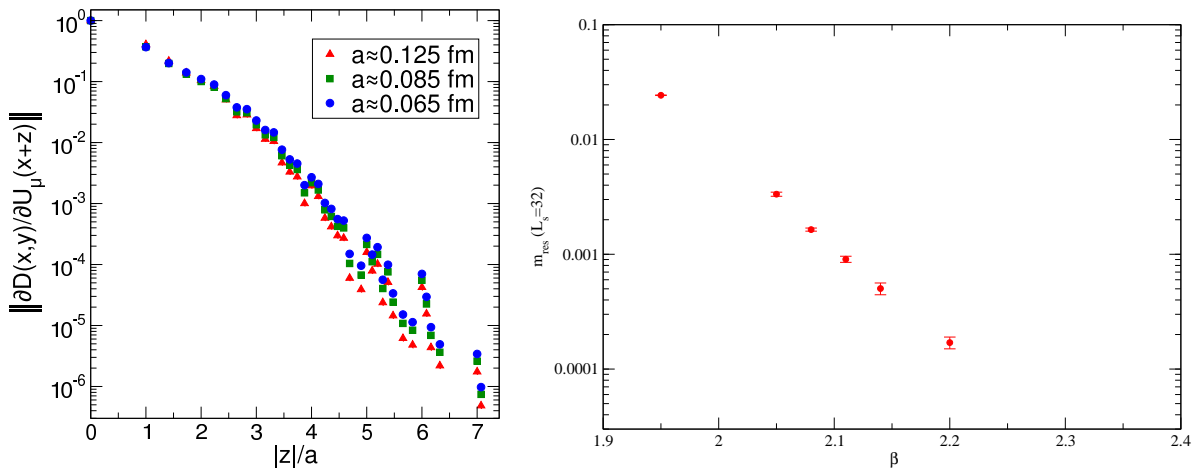 10⁰
10⁻¹
10⁻²
10⁻³
10⁻⁴
10⁻⁵
10⁻⁶
||∂D(x,y)/∂U_μ(x+z)||
a≈0.125 fm
a≈0.085 fm
a≈0.065 fm
0 1 2 3 4 5 6 7
|z|/a
0.1
0.01
0.001
0.0001
m_res (L_s=32)
1.9 2 2.1 2.2 2.3 2.4
β